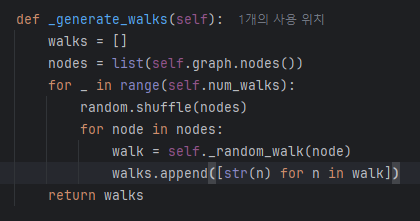 def _generate_walks(self):  1개의 사용 위치
    walks = []
    nodes = list(self.graph.nodes())
    for _ in range(self.num_walks):
        random.shuffle(nodes)
        for node in nodes:
            walk = self._random_walk(node)
            walks.append([str(n) for n in walk])
    return walks